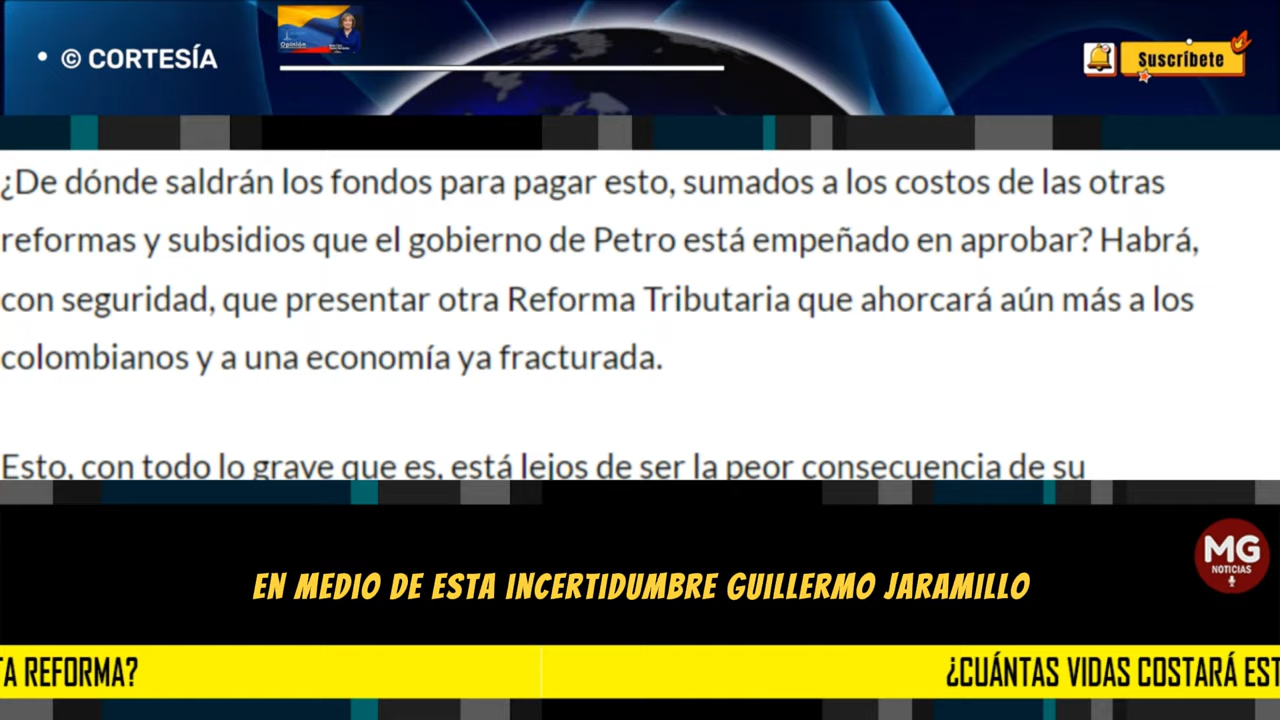 • © CORTESÍA
Opinión
Suscríbete
¿De dónde saldrán los fondos para pagar esto, sumados a los costos de las otras
reformas y subsidios que el gobierno de Petro está empeñado en aprobar? Habrá,
con seguridad, que presentar otra Reforma Tributaria que ahorcará aún más a los
colombianos y a una economía ya fracturada.
Esto, con todo lo grave que es, está lejos de ser la peor consecuencia de su
MG
NOTICIAS
EN MEDIO DE ESTA INCERTIDUMBRE GUILLERMO JARAMILLO
TA REFORMA?
¿CUÁNTAS VIDAS COSTARÁ EST